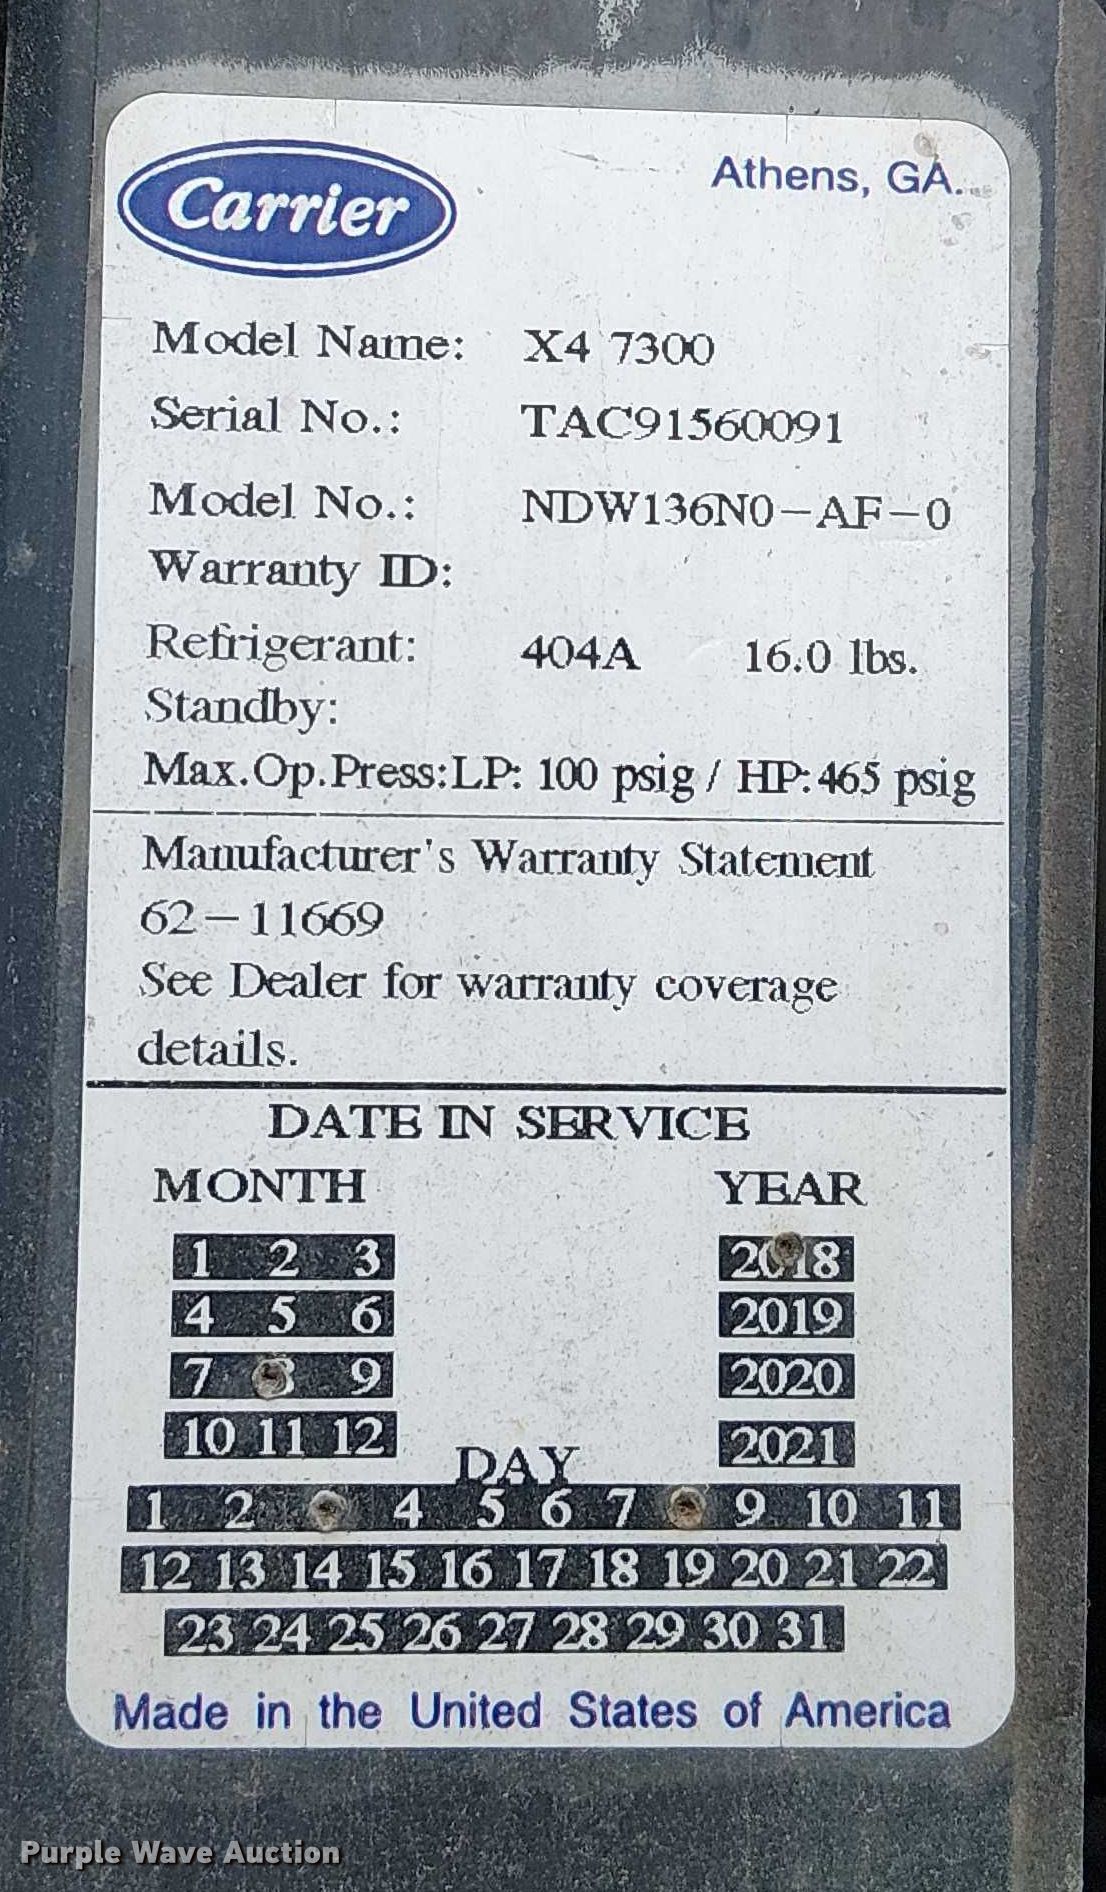 Carrier
Athens, GA.
Model Name: X4 7300
Serial No.: TAC91560091
Model No.: NDW136N0-AF-0
Warranty ID:
Refrigerant: 404A 16.0 lbs.
Standby:
Max.Op.Press:LP: 100 psig / HP:465 psig
Manufacturer's Warranty Statement
62-11669
See Dealer for warranty coverage
details.
DATE IN SERVICE
MONTH YEAR
1 2 3 2018
4 5 6 2019
7 8 9 2020
10 11 12 2021
DAY
1 2 4 5 6 7 9 10 11
12 13 14 15 16 17 18 19 20 21 22
23 24 25 26 27 28 29 30 31
Made in the United States of America
Purple Wave Auction